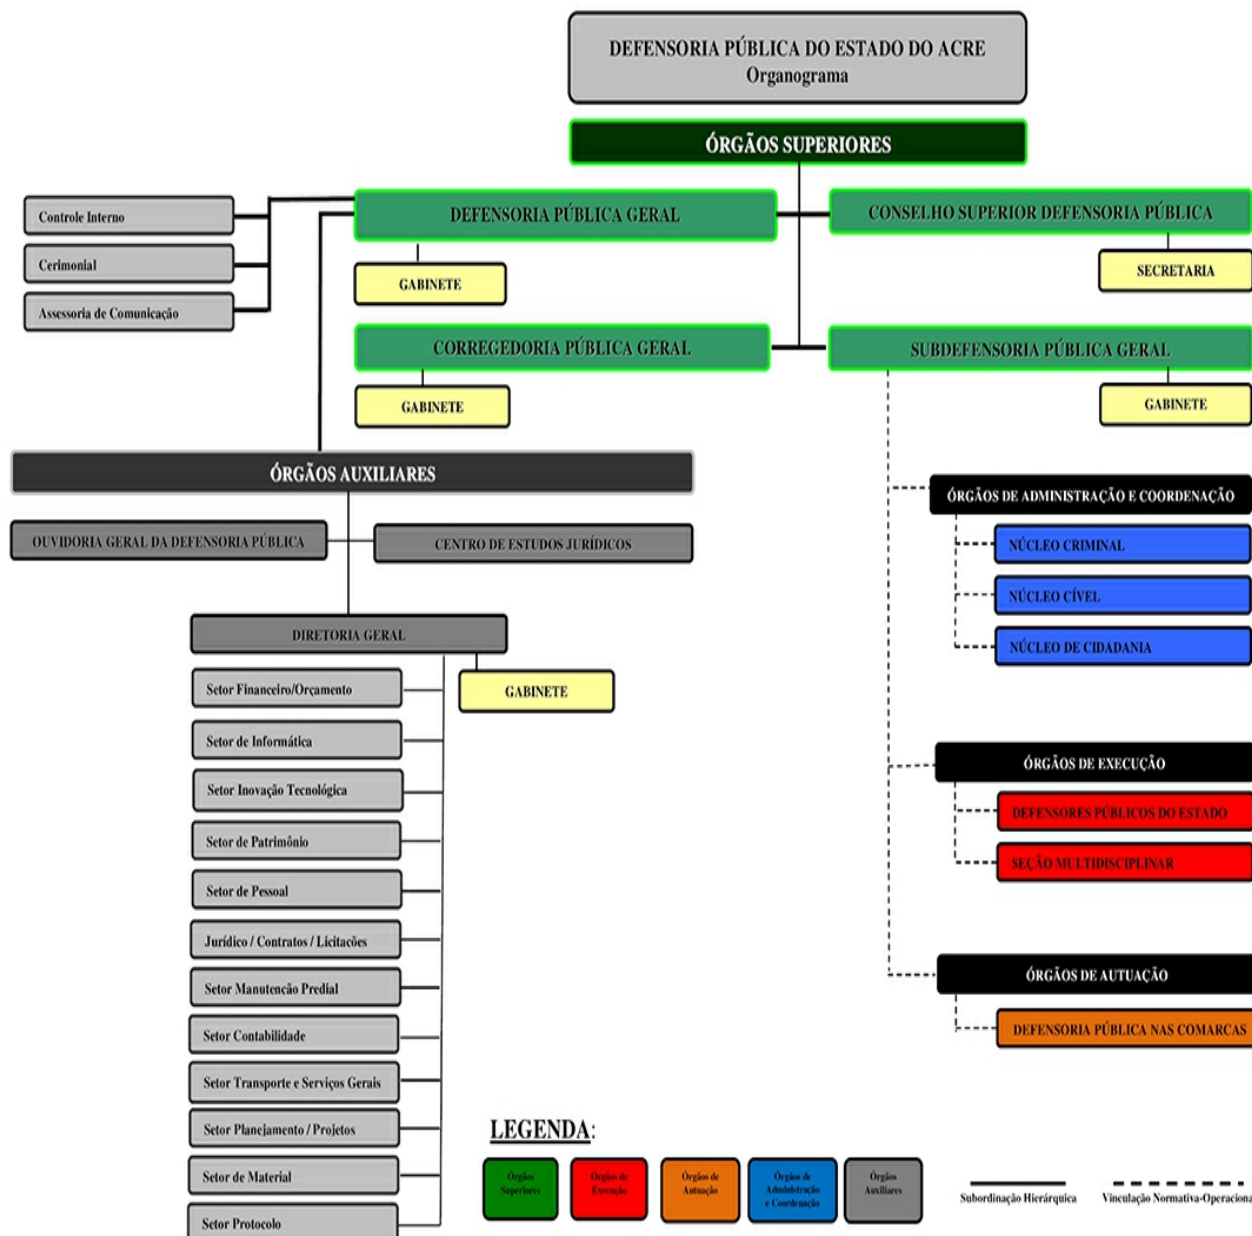 DEFENSORIA PÚBLICA DO ESTADO DO ACRE
Organograma
ÓRGÃOS SUPERIORES
Controle Interno
Cerimonial
Assessoria de Comunicação
DEFENSORIA PÚBLICA GERAL
GABINETE
CONSELHO SUPERIOR DEFENSORIA PÚBLICA
SECRETARIA
CORREGEDORIA PÚBLICA GERAL
GABINETE
SUBDEFENSORIA PÚBLICA GERAL
GABINETE
ÓRGÃOS AUXILIARES
OUVIDORIA GERAL DA DEFENSORIA PÚBLICA
CENTRO DE ESTUDOS JURÍDICOS
DIRETORIA GERAL
GABINETE
Setor Financeiro/Orçamento
Setor de Informática
Setor Inovação Tecnológica
Setor de Patrimônio
Setor de Pessoal
Jurídico / Contratos / Licitações
Setor Manutenção Predial
Setor Contabilidade
Setor Transporte e Serviços Gerais
Setor Planejamento / Projetos
Setor de Material
Setor Protocolo
ÓRGÃOS DE ADMINISTRAÇÃO E COORDENAÇÃO
NÚCLEO CRIMINAL
NÚCLEO CÍVEL
NÚCLEO DE CIDADANIA
ÓRGÃOS DE EXECUÇÃO
DEFENSORES PÚBLICOS DO ESTADO
SEÇÃO MULTIDISCIPLINAR
ÓRGÃOS DE AUTUAÇÃO
DEFENSORIA PÚBLICA NAS COMARCAS
LEGENDA:
Órgãos
Superiores
Órgãos de
Execução
Órgãos de
Autuação
Órgãos de
Administração
e Coordenação
Órgãos
Auxiliares
Subordinação Hierárquica
Vinculação Normativa-Operaciona